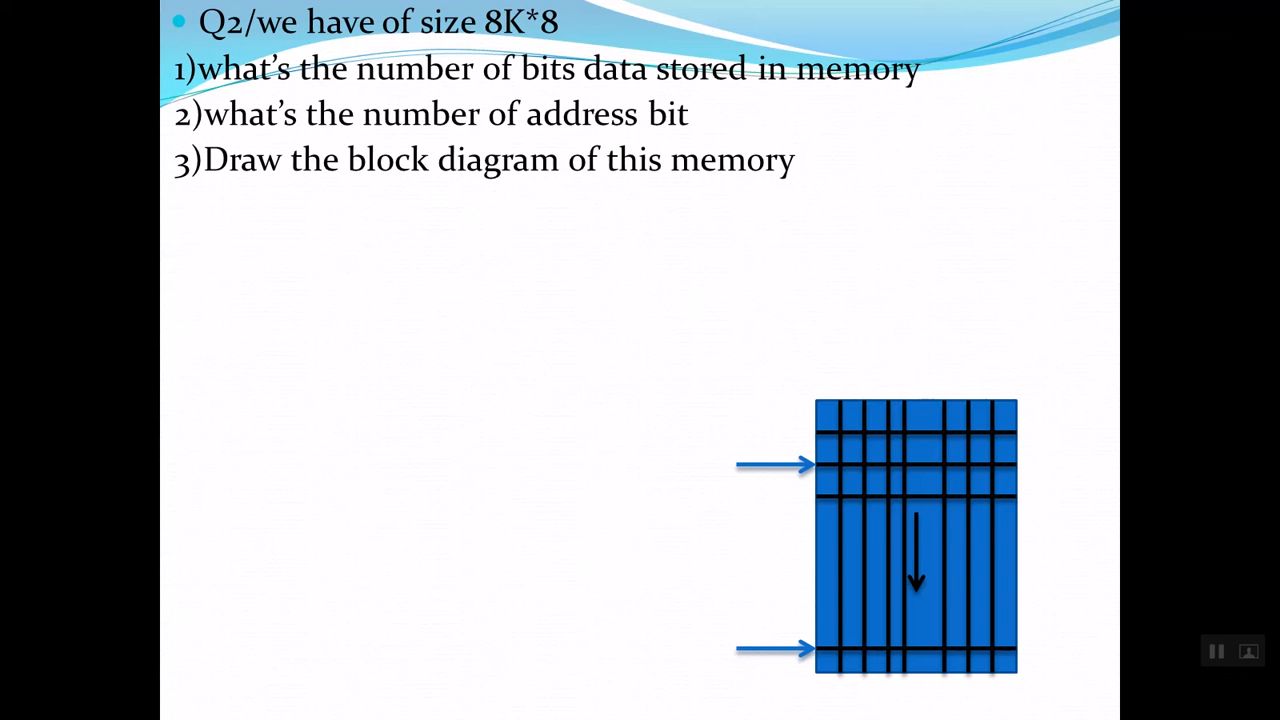 Q2/we have of size 8K*8
1)what's the number of bits data stored in memory
2)what's the number of address bit
3)Draw the block diagram of this memory